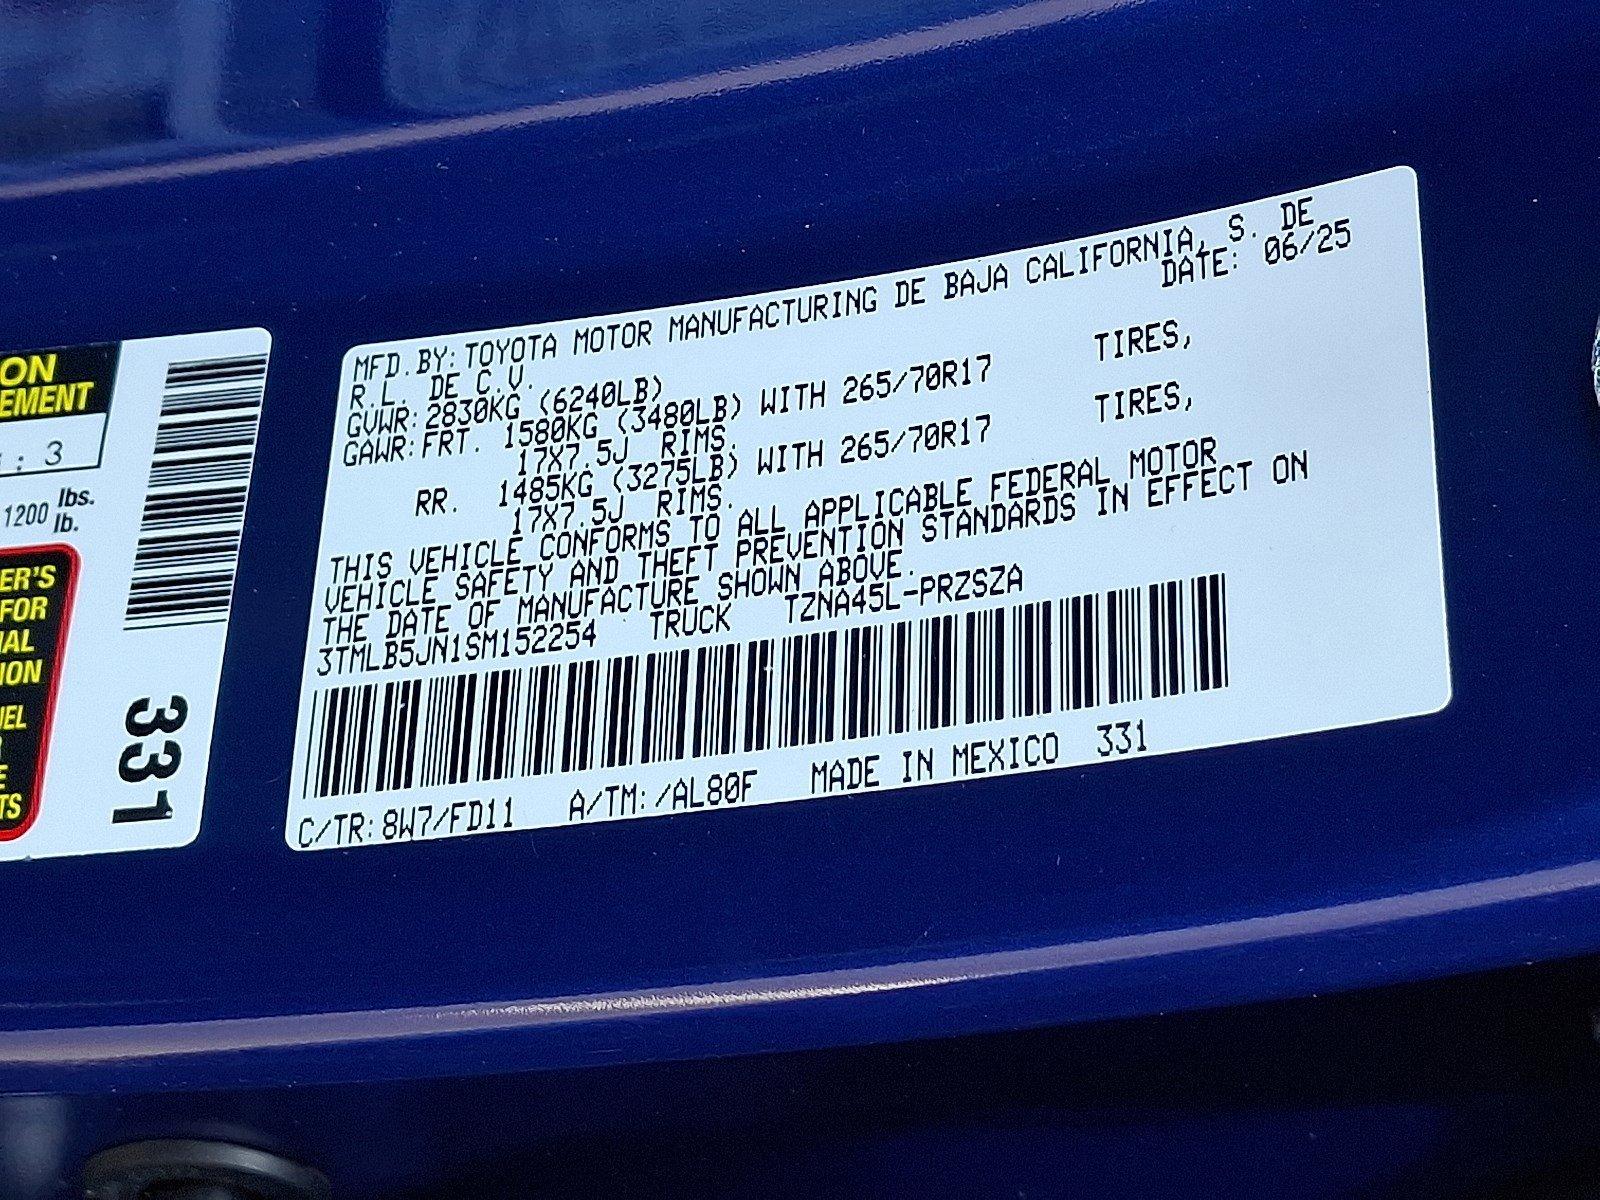 MFD.BY:TOYOTA MOTOR MANUFACTURING DE BAJA CALIFORNIA, S. DE
R.L. DE C.V. DATE: 06/25
GVWR:2830KG (6240LB)
GAWR:FRT. 1580KG (3480LB) WITH 265/70R17 TIRES,
17X7.5J RIMS.
RR. 1485KG (3275LB) WITH 265/70R17 TIRES,
17X7.5J RIMS.
THIS VEHICLE CONFORMS TO ALL APPLICABLE FEDERAL MOTOR
VEHICLE SAFETY AND THEFT PREVENTION STANDARDS IN EFFECT ON
THE DATE OF MANUFACTURE SHOWN ABOVE.
3TMLB5JN1SM152254 TRUCK TZNA45L-PRZSZA
C/TR:8W7/FD11 A/TM:/AL80F MADE IN MEXICO 331
ON
EMENT
: 3
1200 lbs.
lb.
ER'S
FOR
ION
331